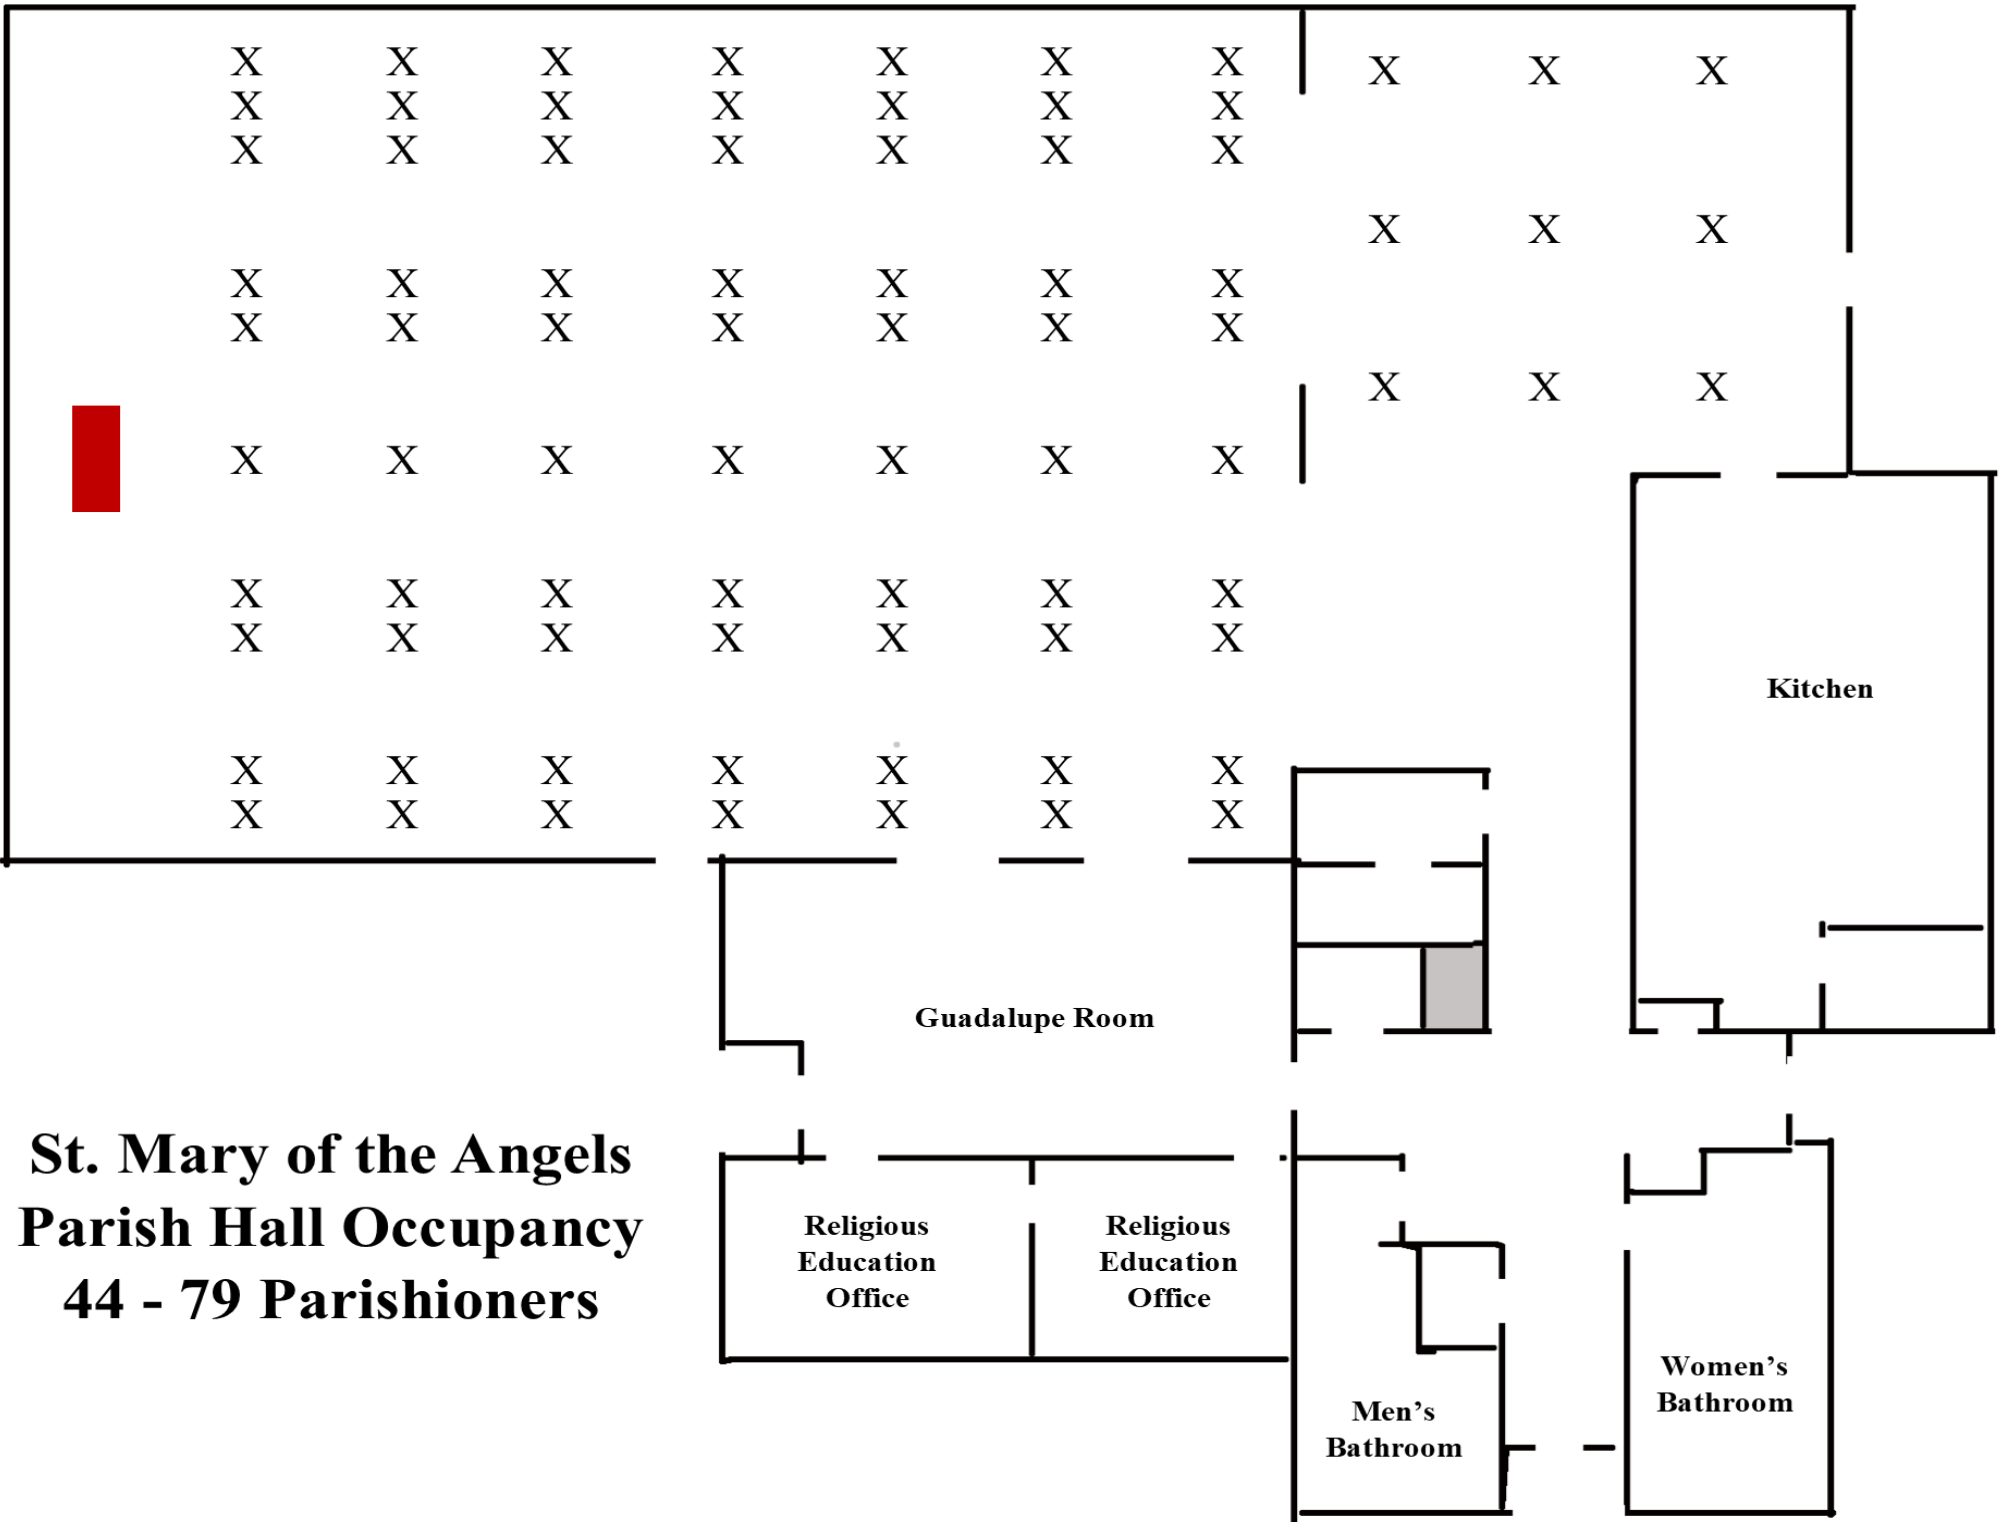 X X X X X X X X X X
X X X X X X X
X X X X X X X
X X X
X X X X X X X
X X X X X X X
X X X
X X X X X X X
X X X X X X X
X X X X X X X
Kitchen
X X X X X X X
X X X X X X X
Guadalupe Room
St. Mary of the Angels
Parish Hall Occupancy
44 - 79 Parishioners
Religious
Education
Office
Religious
Education
Office
Men's
Bathroom
Women's
Bathroom